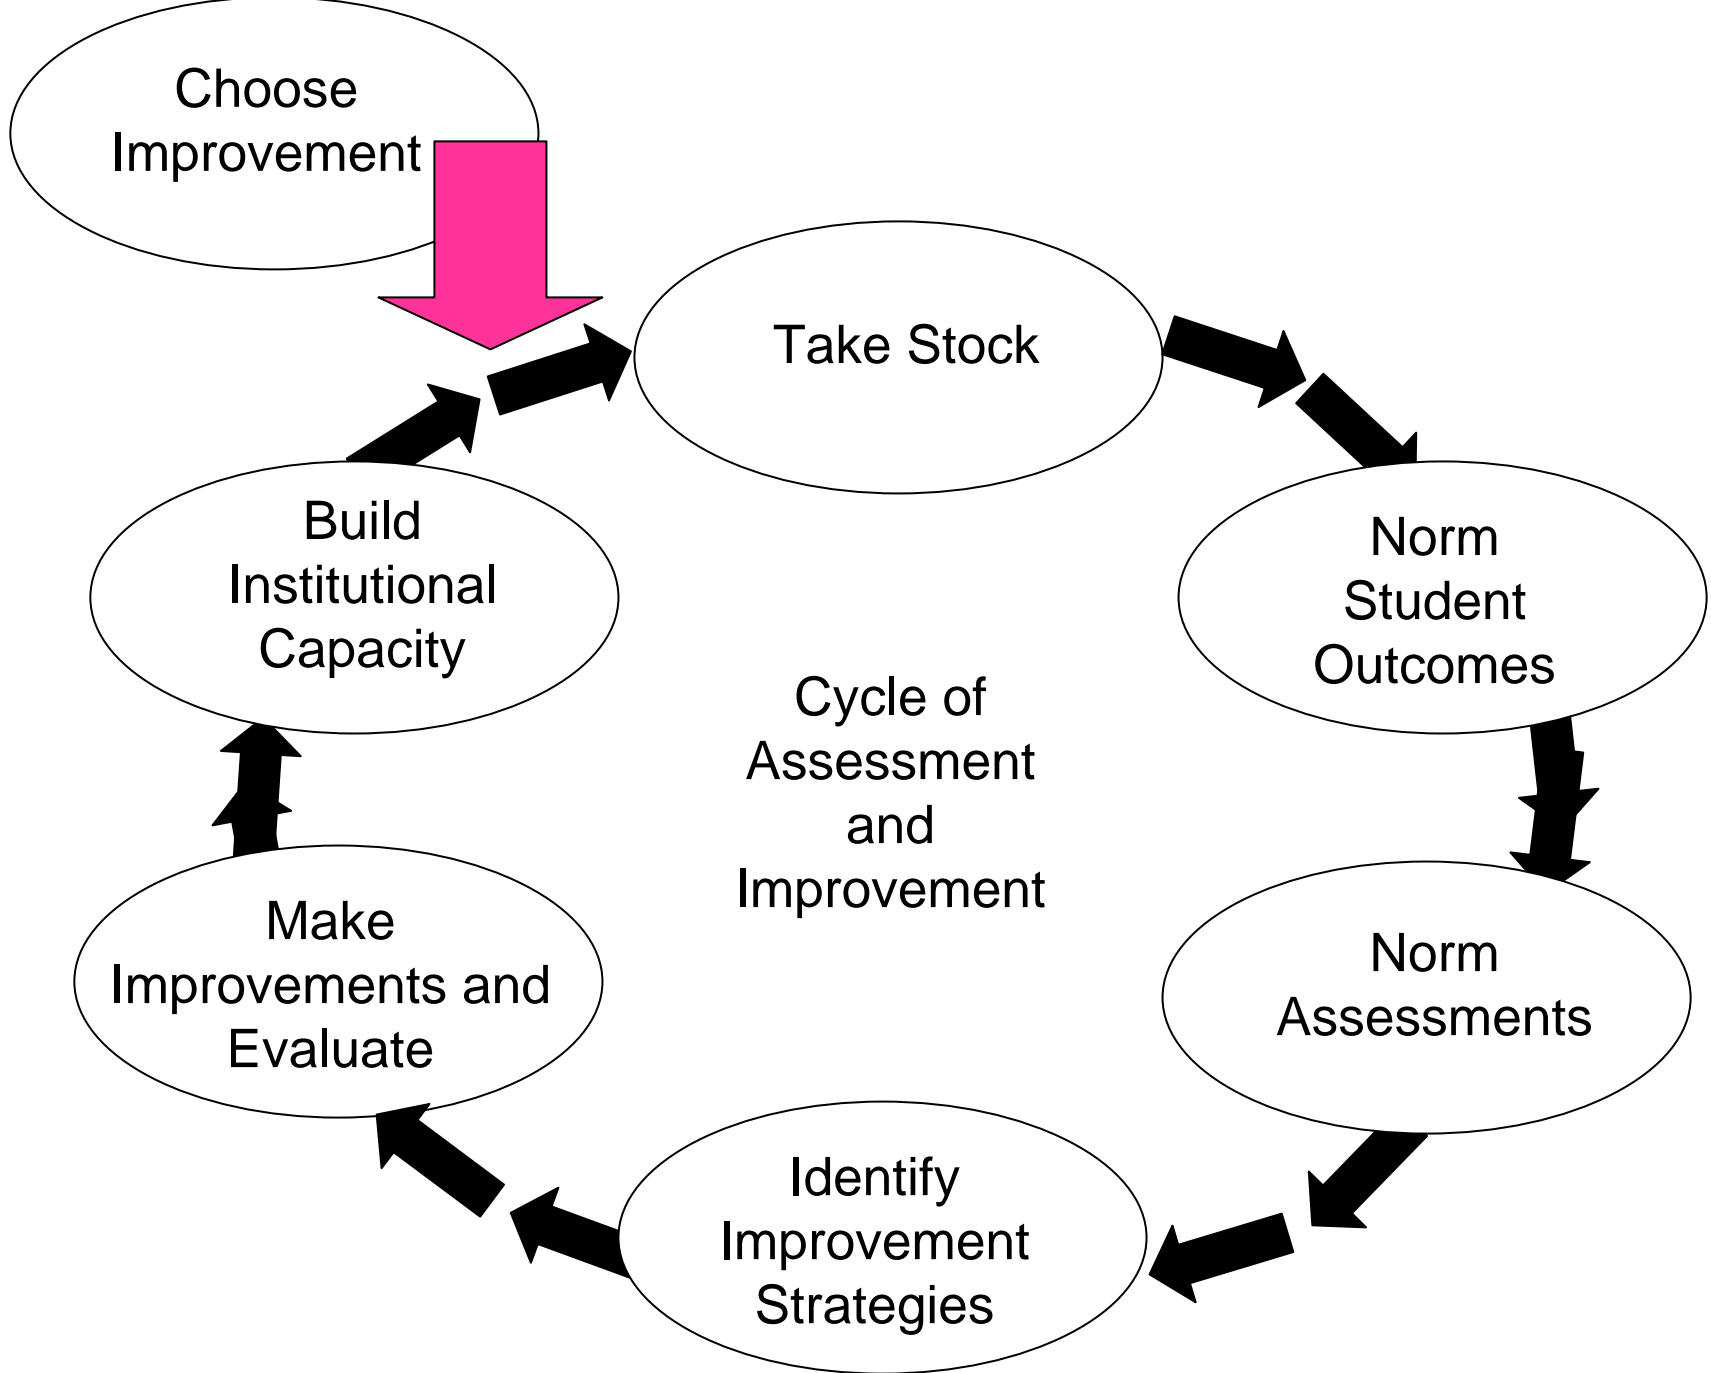 Choose
Improvement
Take Stock
Norm
Student
Outcomes
Norm
Assessments
Identify
Improvement
Strategies
Make
Improvements and
Evaluate
Build
Institutional
Capacity
Cycle of
Assessment
and
Improvement